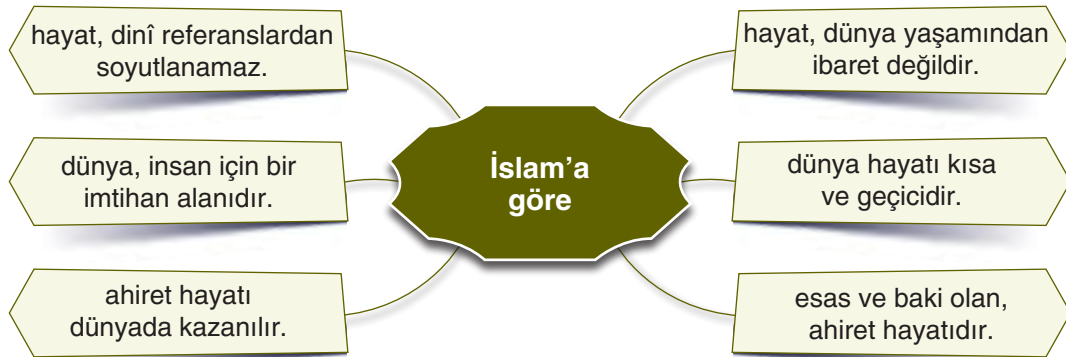 hayat, dinî referanslardan
soyutlanamaz.
hayat, dünya yaşamından
ibaret değildir.
dünya, insan için bir
imtihan alanıdır.
İslam’a
göre
dünya hayatı kısa
ve geçicidir.
ahiret hayatı
dünyada kazanılır.
esas ve baki olan,
ahiret hayatıdır.